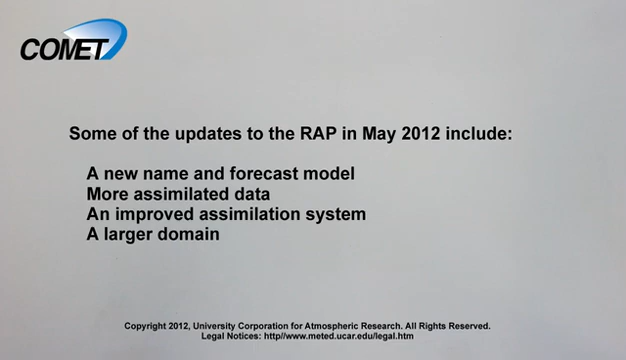 COMET
Some of the updates to the RAP in May 2012 include:
A new name and forecast model
More assimilated data
An improved assimilation system
A larger domain
Copyright 2012, University Corporation for Atmospheric Research. All Rights Reserved.
Legal Notices: http//www.meted.ucar.edu/legal.htm